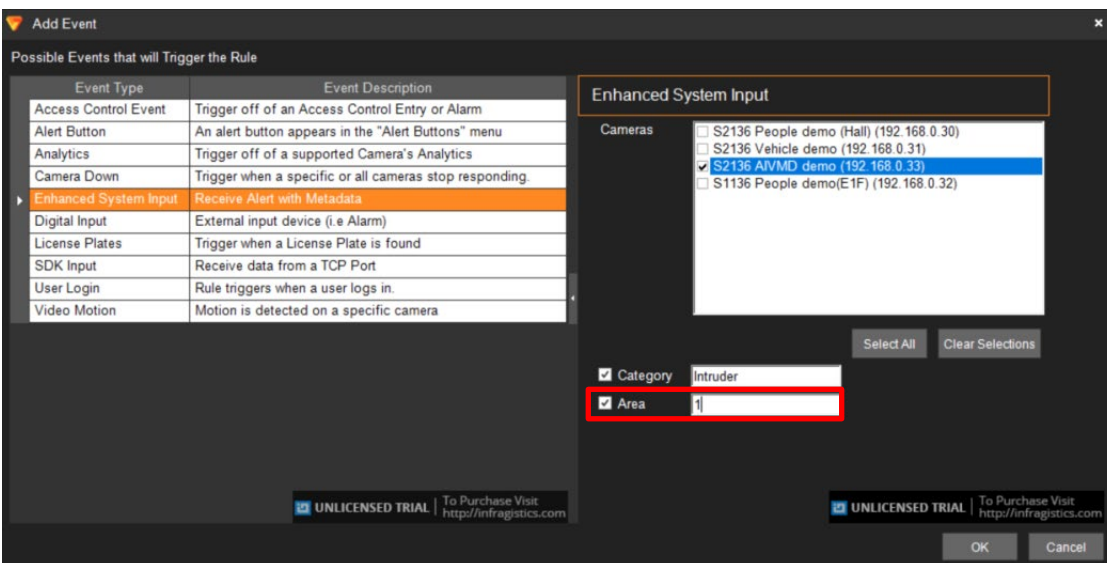 Add Event
Possible Events that will Trigger the Rule
Event Type Event Description
Access Control Event Trigger off of an Access Control Entry or Alarm
Alert Button An alert button appears in the "Alert Buttons" menu
Analytics Trigger off of a supported Camera's Analytics
Camera Down Trigger when a specific or all cameras stop responding.
Enhanced System Input Receive Alert with Metadata
Digital Input External input device (i.e Alarm)
License Plates Trigger when a License Plate is found
SDK Input Receive data from a TCP Port
User Login Rule triggers when a user logs in.
Video Motion Motion is detected on a specific camera
UNLICENSED TRIAL To Purchase Visit
http://infragistics.com
Enhanced System Input
Cameras
S2136 People demo (Hall) (192.168.0.30)
S2136 Vehicle demo (192.168.0.31)
S2136 AIVMD demo (192.168.0.33)
S1136 People demo(E1F) (192.168.0.32)
Select All Clear Selections
Category Intruder
Area 1
UNLICENSED TRIAL To Purchase Visit
http://infragistics.com
OK Cancel